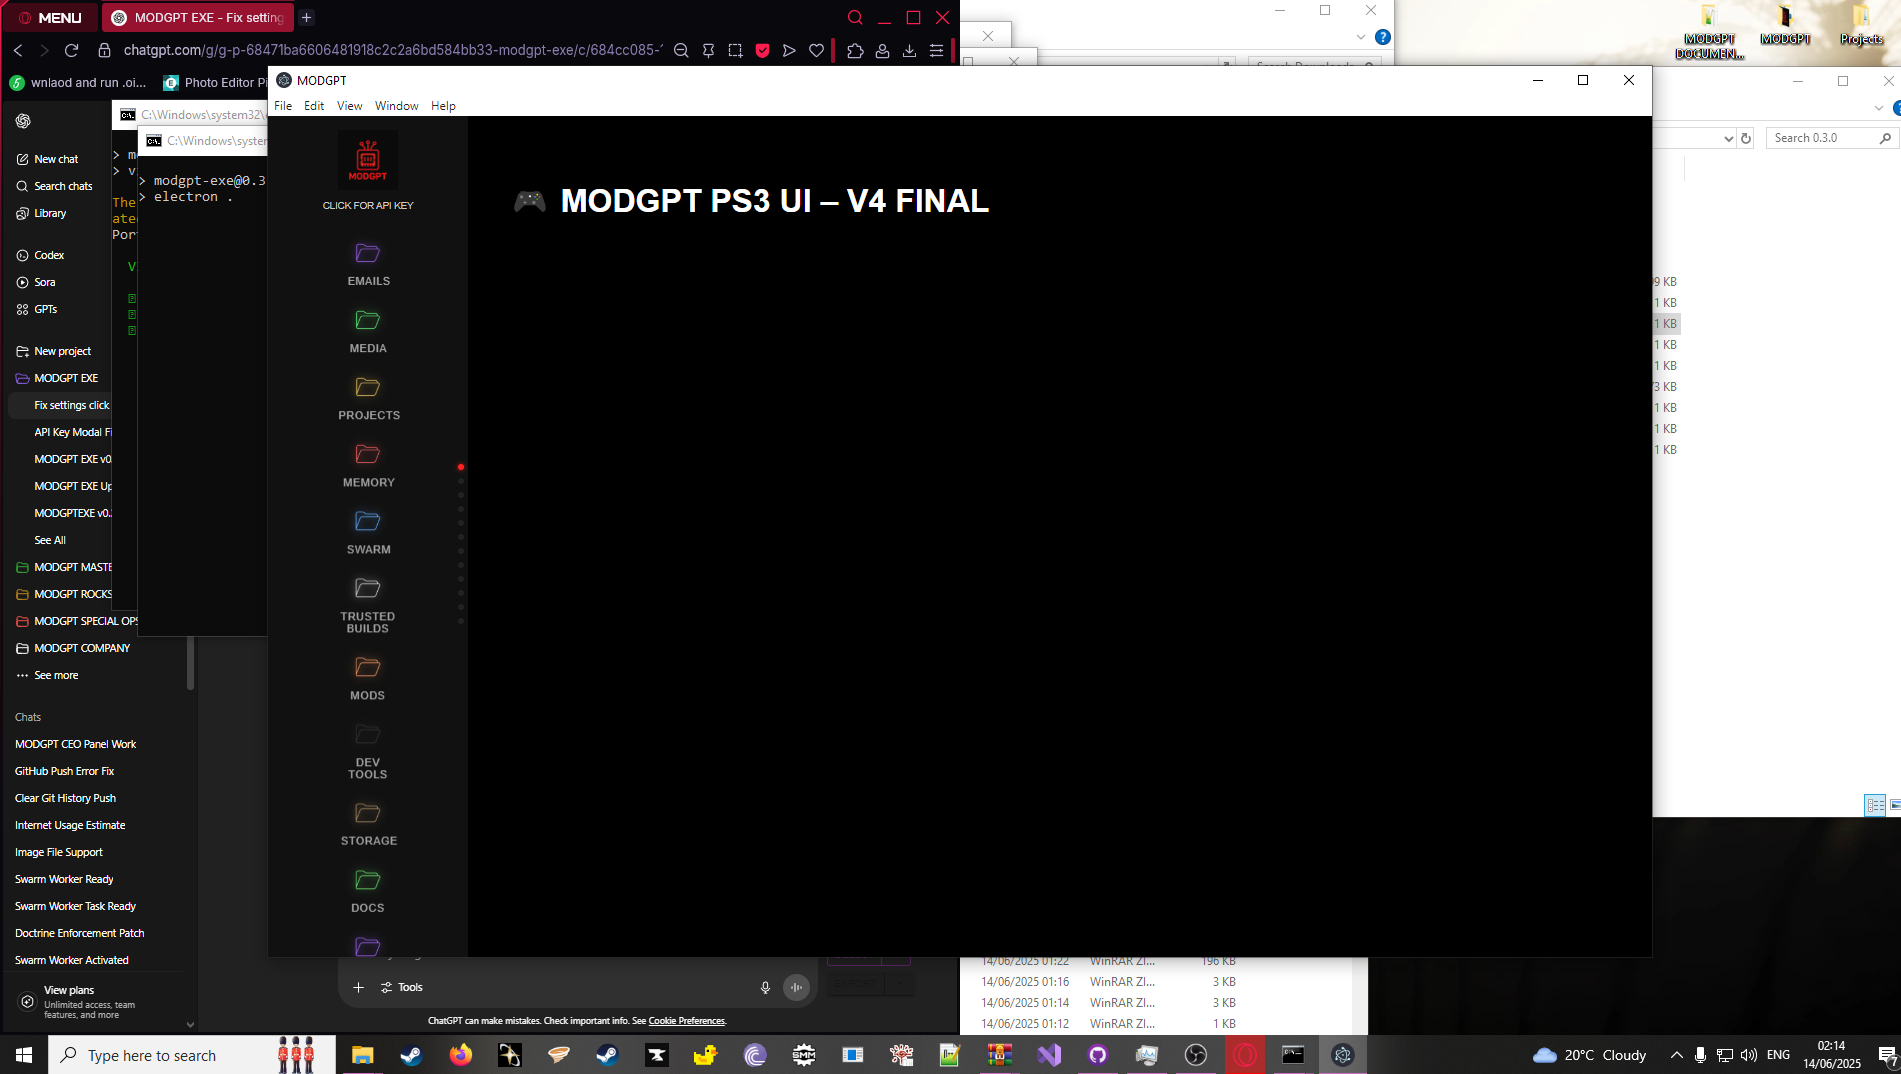 MENU
MODGPT EXE - Fix setting
chatgpt.com/g/g-p-68471ba6606481918c2c2a6bd584bb33-modgpt-exe/c/684cc085-
wnlaod and run .oi...
Photo Editor Pi
New chat
Search chats
Library
Codex
Sora
GPTs
New project
MODGPT EXE
Fix settings click
API Key Modal Fi
MODGPT EXE v0
MODGPT EXE Up
MODGPTEXE v0.
See All
MODGPT MASTE
MODGPT ROCKS
MODGPT SPECIAL OPS
MODGPT COMPANY
See more
Chats
MODGPT CEO Panel Work
GitHub Push Error Fix
Clear Git History Push
Internet Usage Estimate
Image File Support
Swarm Worker Ready
Swarm Worker Task Ready
Doctrine Enforcement Patch
Swarm Worker Activated
View plans
Unlimited access, team
features, and more
C:\Windows\system32\
> m
> v
The
ate
Por
V
C:\Windows\system
> modgpt-exe@0.3
> electron .
MODGPT
File Edit View Window Help
MODGPT
CLICK FOR API KEY
EMAILS
MEDIA
PROJECTS
MEMORY
SWARM
TRUSTED
BUILDS
MODS
DEV
TOOLS
STORAGE
DOCS
🎮 MODGPT PS3 UI – V4 FINAL
Tools
ChatGPT can make mistakes. Check important info. See Cookie Preferences.
Search Downloads
MODGPT
DOCUMEN...
MODGPT
Projects
Search 0.3.0
99 KB
1 KB
1 KB
1 KB
1 KB
73 KB
1 KB
1 KB
1 KB
14/06/2025 01:22 WinRAR ZI... 196 KB
14/06/2025 01:16 WinRAR ZI... 3 KB
14/06/2025 01:14 WinRAR ZI... 3 KB
14/06/2025 01:12 WinRAR ZI... 1 KB
Type here to search
SMM
20°C Cloudy
ENG
02:14
14/06/2025
7